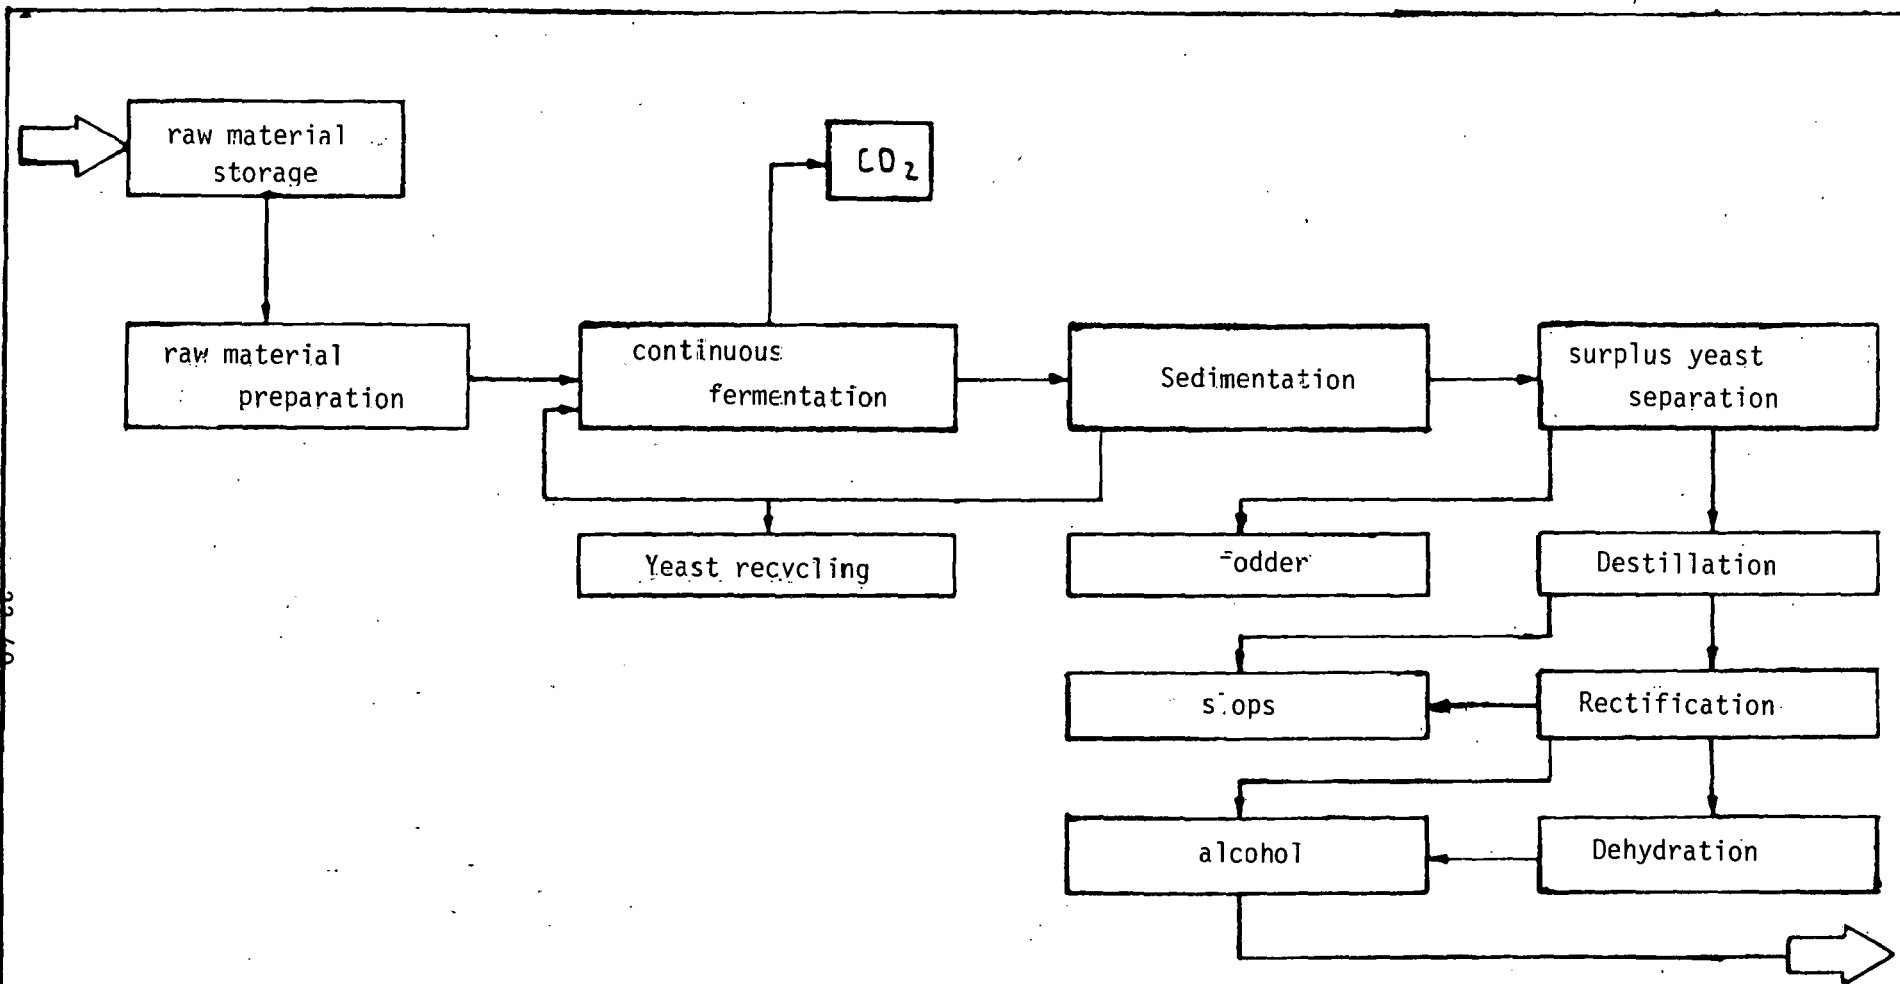 raw material
storage
CO2
raw material
preparation
continuous
fermentation
Sedimentation
surplus yeast
separation
Yeast recycling
odder
Destillation
slops
Rectification
alcohol
Dehydration